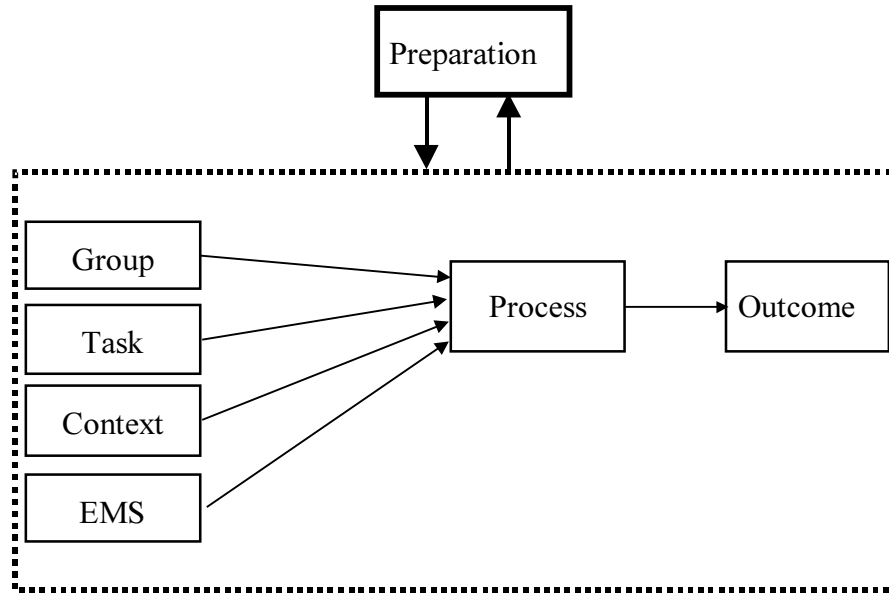 Preparation
Group
Task
Context
EMS
Process
Outcome